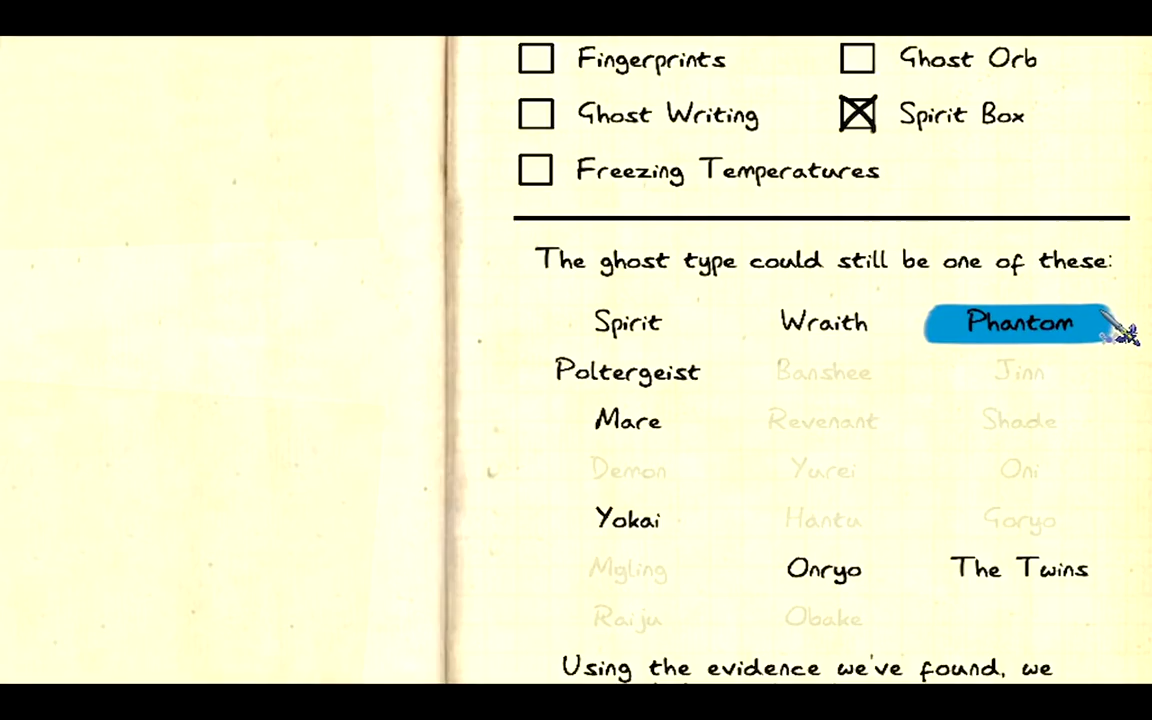 Fingerprints Ghost Orb
Ghost Writing Spirit Box
Freezing Temperatures
The ghost type could still be one of these:
Spirit Wraith Phantom
Poltergeist Banshee Jinn
Mare Revenant Shade
Demon Yurei Oni
Yokai Hantu Goryo
Myling Onryo The Twins
Raiju Obake
Using the evidence we've found, we